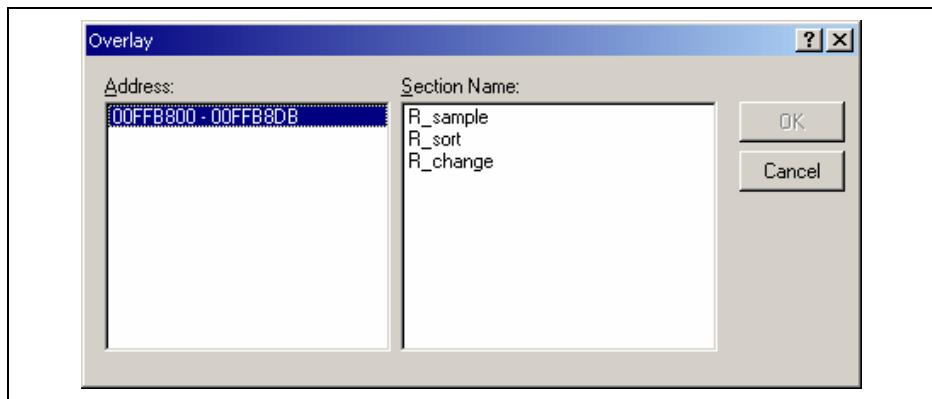 Overlay
Address:
Section Name:
00FFB800 - 00FFB8DB
R_sample
R_sort
R_change
OK
Cancel